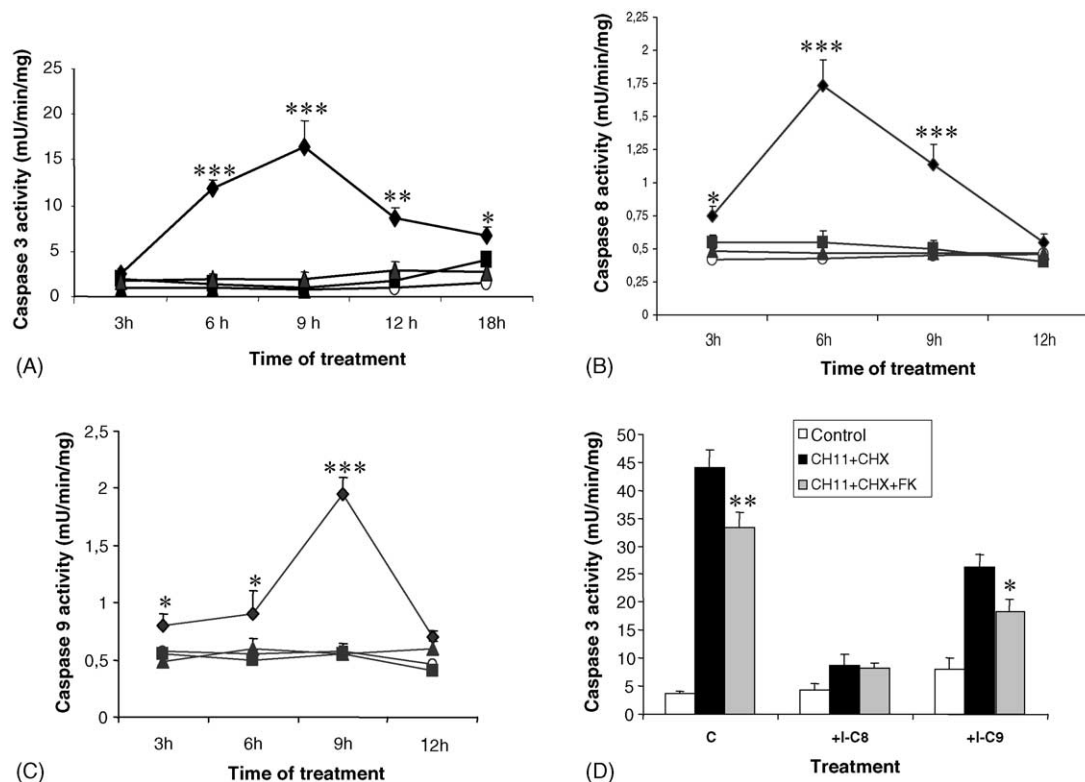 Caspase 3 activity (mU/min/mg)
25
20
15
10
5
0
***
***
**
*
3h 6 h 9 h 12 h 18h
Time of treatment
(A)
Caspase 8 activity (mU/min/mg)
2,25
2
1,75
1,5
1,25
1
0,75
0,5
0,25
0
*
***
***
3h 6h 9h 12h
Time of treatment
(B)
Caspase 9 activity (mU/min/mg)
2,5
2
1,5
1
0,5
0
*
*
***
3h 6h 9h 12h
Time of treatment
(C)
Caspase 3 activity (mU/min/mg)
50
45
40
35
30
25
20
15
10
5
0
Control
CH11+CHX
CH11+CHX+FK
**
*
C +I-C8 +I-C9
Treatment
(D)